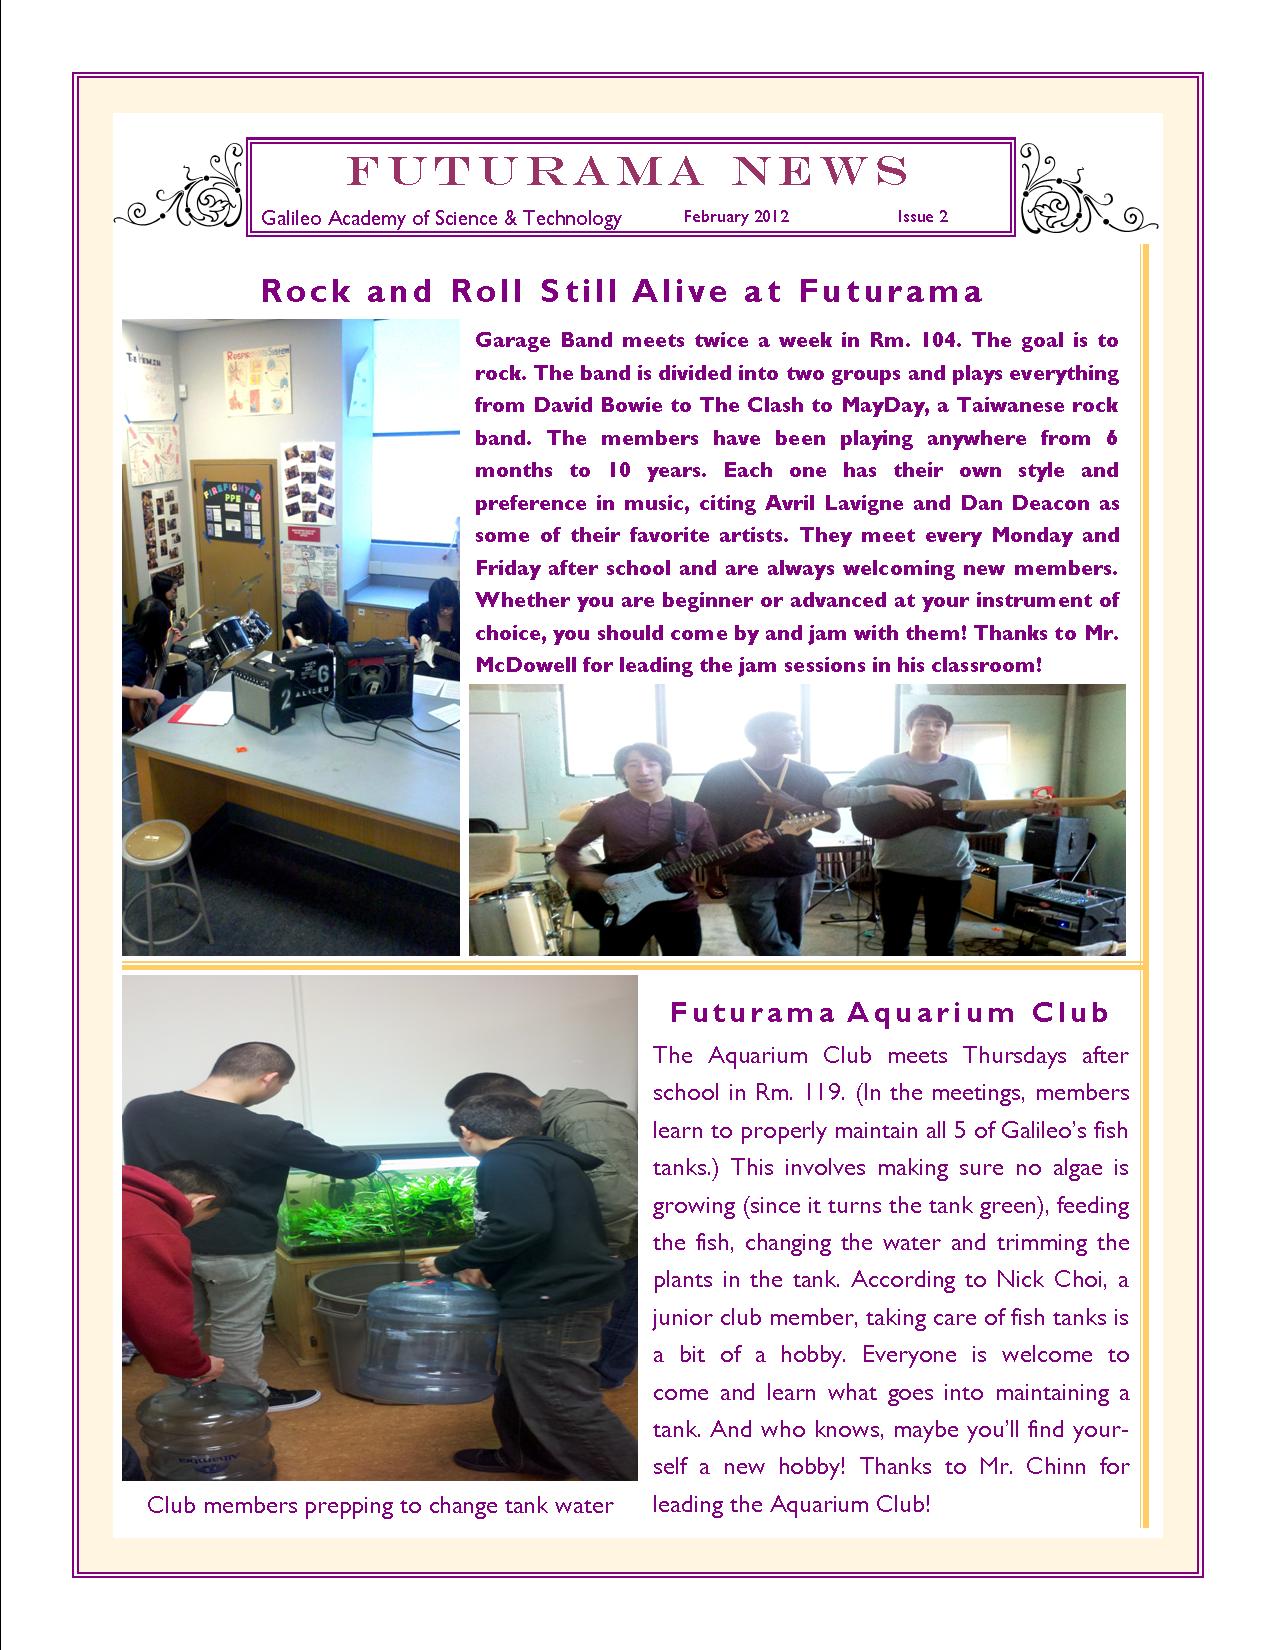 FUTURAMA NEWS
Galileo Academy of Science & Technology February 2012 Issue 2
Rock and Roll Still Alive at Futurama
Garage Band meets twice a week in Rm. 104. The goal is to
rock. The band is divided into two groups and plays everything
from David Bowie to The Clash to MayDay, a Taiwanese rock
band. The members have been playing anywhere from 6
months to 10 years. Each one has their own style and
preference in music, citing Avril Lavigne and Dan Deacon as
some of their favorite artists. They meet every Monday and
Friday after school and are always welcoming new members.
Whether you are beginner or advanced at your instrument of
choice, you should come by and jam with them! Thanks to Mr.
McDowell for leading the jam sessions in his classroom!
FIREFIGHTER
PPE
2
6
Futurama Aquarium Club
The Aquarium Club meets Thursdays after
school in Rm. 119. (In the meetings, members
learn to properly maintain all 5 of Galileo's fish
tanks.) This involves making sure no algae is
growing (since it turns the tank green), feeding
the fish, changing the water and trimming the
plants in the tank. According to Nick Choi, a
junior club member, taking care of fish tanks is
a bit of a hobby. Everyone is welcome to
come and learn what goes into maintaining a
tank. And who knows, maybe you'll find your-
self a new hobby! Thanks to Mr. Chinn for
leading the Aquarium Club!
Alhambra
Club members prepping to change tank water